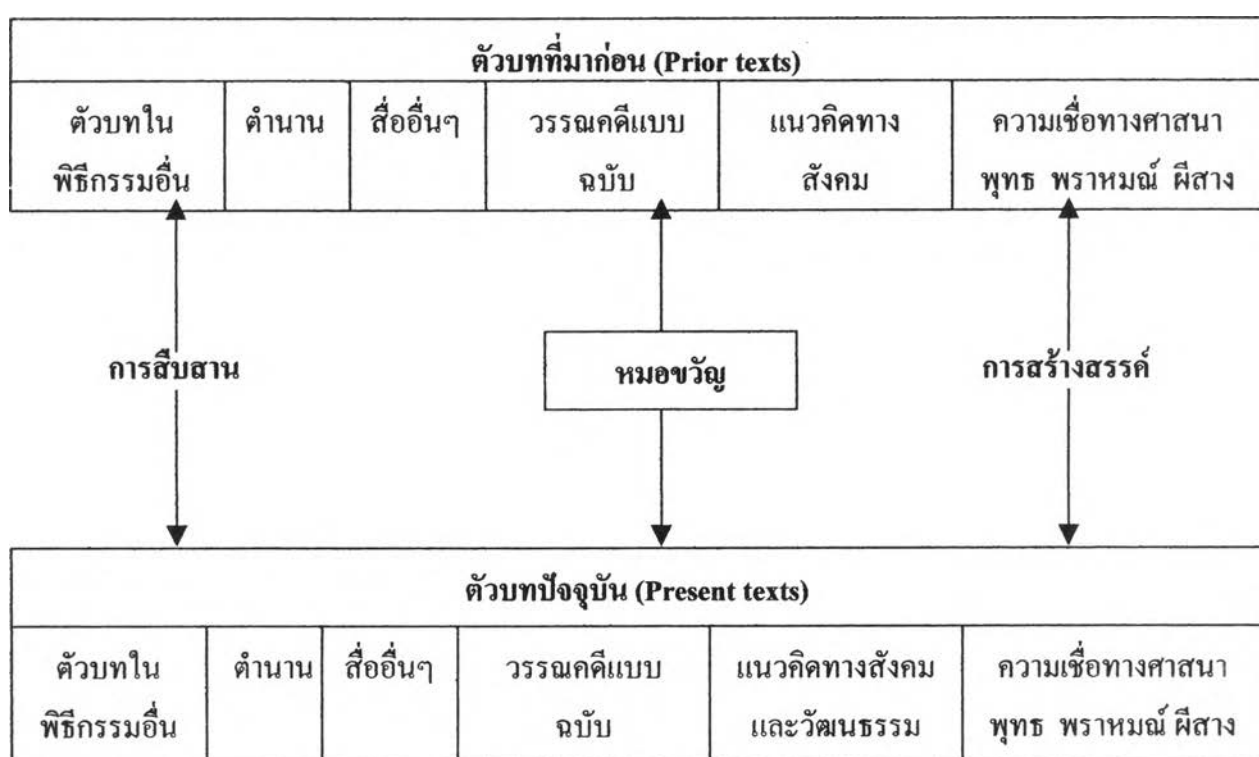 ตัวบทที่มาก่อน (Prior texts)
ตัวบทใน
พิธีกรรมอื่น
ตำนาน
สื่ออื่นๆ
วรรณคดีแบบ
ฉบับ
แนวคิดทาง
สังคม
ความเชื่อทางศาสนา
พุทธ พราหมณ์ ผีสาง
การสืบสาน
หมอขวัญ
การสร้างสรรค์
ตัวบทปัจจุบัน (Present texts)
ตัวบทใน
พิธีกรรมอื่น
ตำนาน
สื่ออื่นๆ
วรรณคดีแบบ
ฉบับ
แนวคิดทางสังคม
และวัฒนธรรม
ความเชื่อทางศาสนา
พุทธ พราหมณ์ ผีสาง